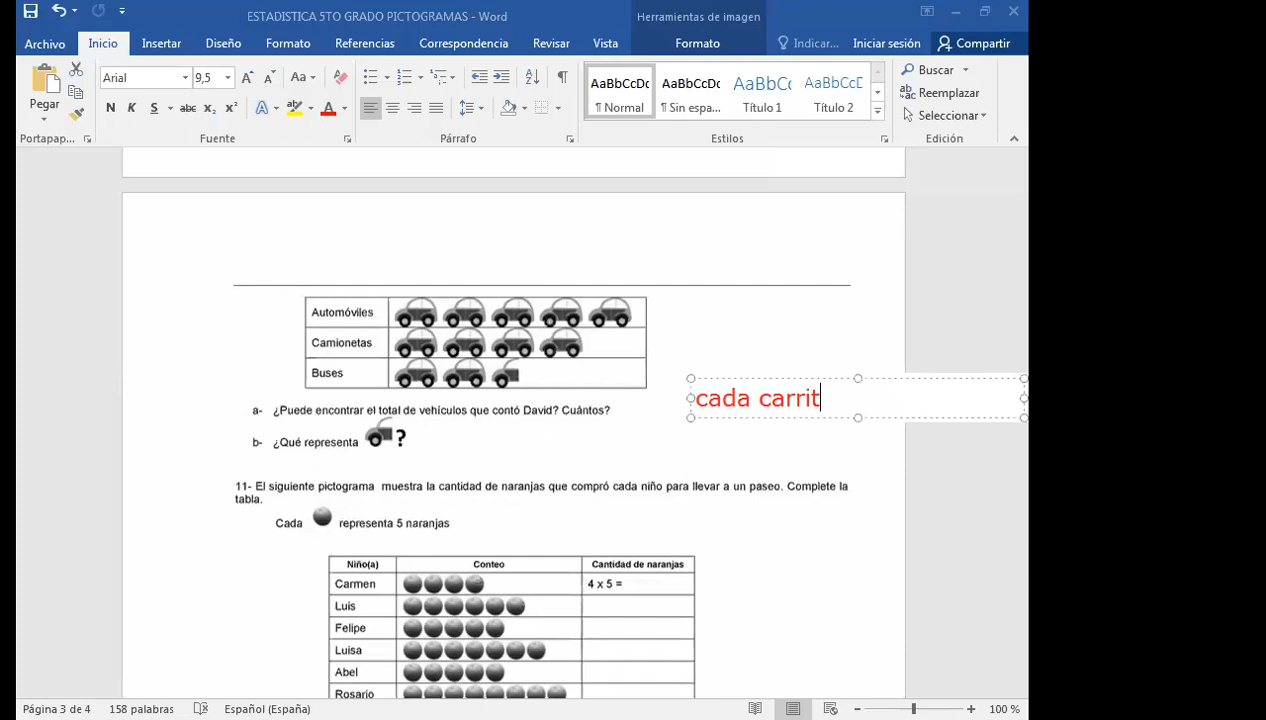 ESTADISTICA 5TO GRADO PICTOGRAMAS - Word
Herramientas de imagen
Archivo Inicio Insertar Diseño Formato Referencias Correspondencia Revisar Vista Formato Indicar... Iniciar sesión Compartir
Pegar
Arial 9,5 Aa
N K S abc x₂ x² A A
AaBbCcDc AaBbCcDc AaBbCc AaBbCcD
¶ Normal ¶ Sin espa... Título 1 Título 2
Buscar
Reemplazar
Seleccionar
Portapap... Fuente Párrafo Estilos Edición
Automóviles
Camionetas
Buses
cada carrit
a- ¿Puede encontrar el total de vehículos que contó David? Cuántos?
b- ¿Qué representa ?
11- El siguiente pictograma muestra la cantidad de naranjas que compró cada niño para llevar a un paseo. Complete la
tabla.
Cada representa 5 naranjas
Niño(a) Conteo Cantidad de naranjas
Carmen 4 x 5 =
Luis
Felipe
Luisa
Abel
Rosario
Página 3 de 4 158 palabras Español (España) 100 %